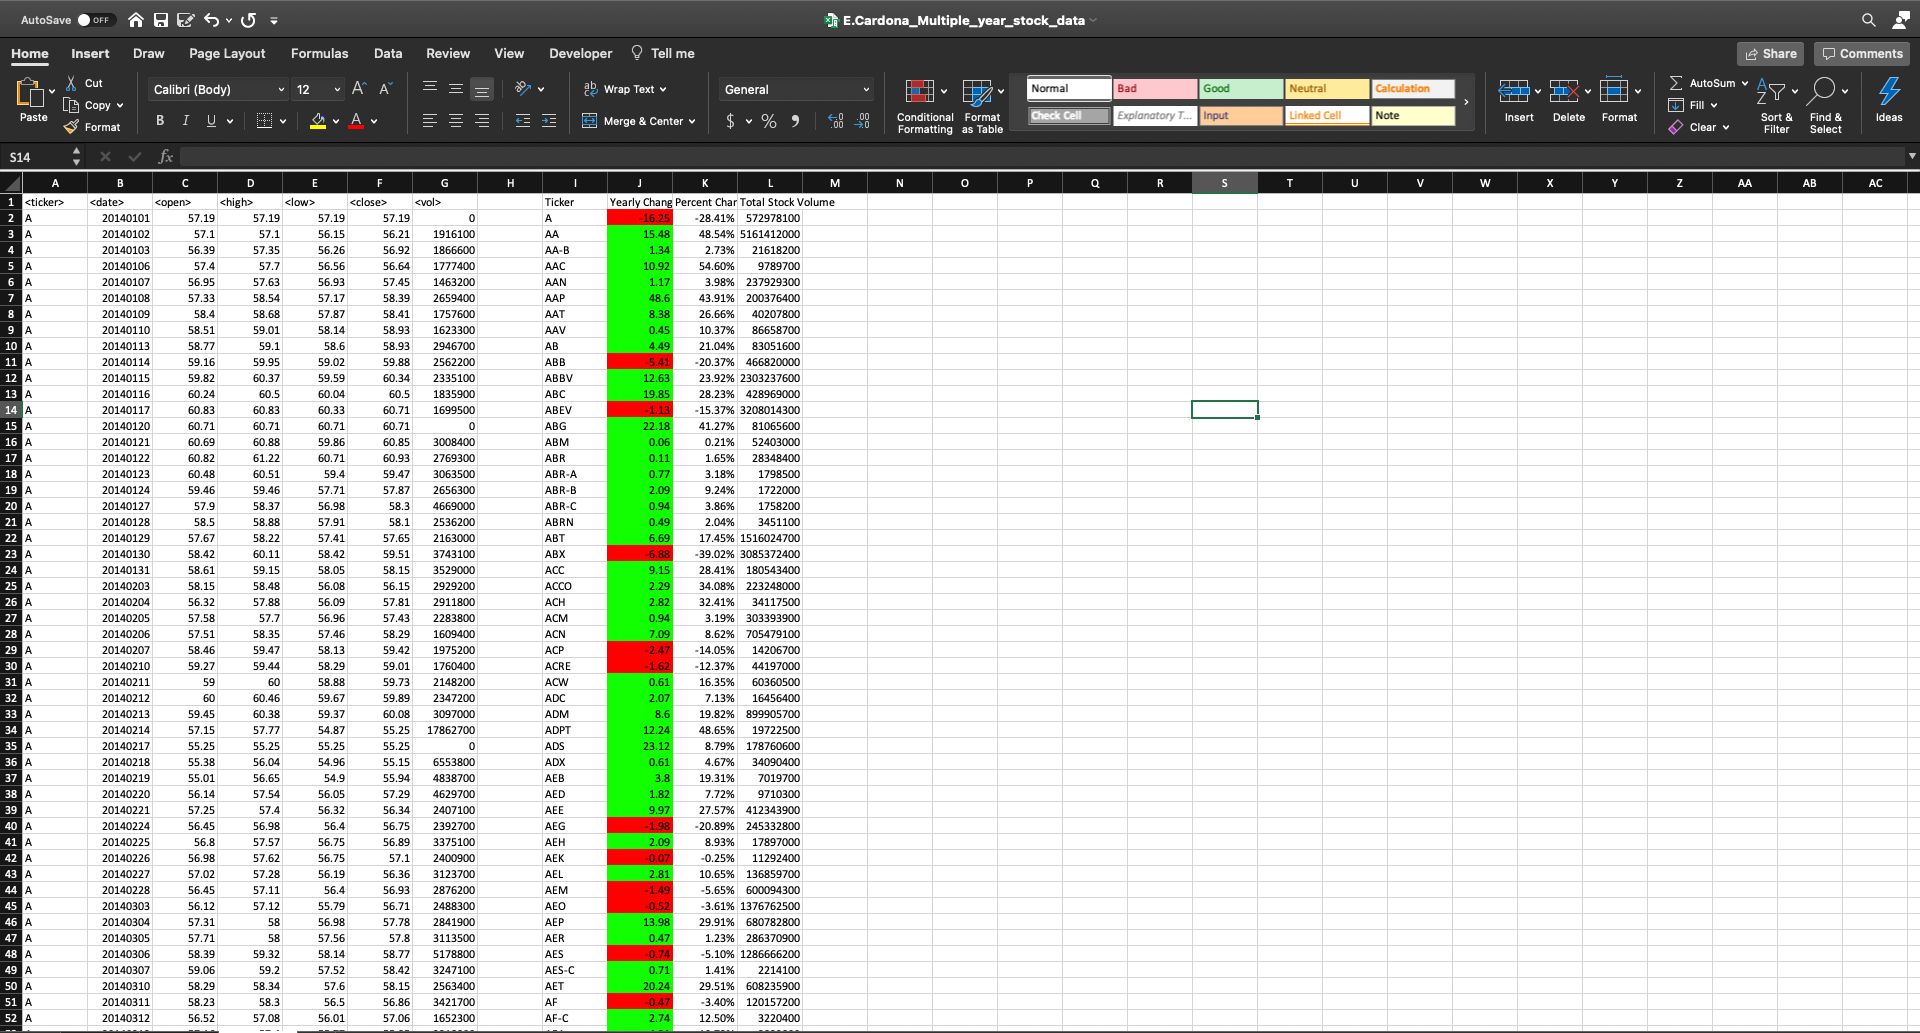 AutoSave OFF E.Cardona_Multiple_year_stock_data
Home Insert Draw Page Layout Formulas Data Review View Developer Tell me Share Comments
Paste Cut Copy Format
Calibri (Body) 12 A A
B I U A
ab Wrap Text
Merge & Center
General
$ % 9 .00 .00
Conditional Formatting Format as Table
Normal Bad Good Neutral Calculation
Check Cell Explanatory T... Input Linked Cell Note
Insert Delete Format
AutoSum Fill Clear
Sort & Filter Find & Select Ideas
S14 fx
A B C D E F G H I J K L M N O P Q R S T U V W X Y Z AA AB AC
1 <ticker> <date> <open> <high> <low> <close> <vol> Ticker Yearly Chang Percent Char Total Stock Volume
2 A 20140101 57.19 57.19 57.19 57.19 0 A -16.25 -28.41% 572978100
3 A 20140102 57.1 57.1 56.15 56.21 1916100 AA 15.48 48.54% 5161412000
4 A 20140103 56.39 57.35 56.26 56.92 1866600 AA-B 1.34 2.73% 21618200
5 A 20140106 57.4 57.7 56.56 56.64 1777400 AAC 10.92 54.60% 9789700
6 A 20140107 56.95 57.63 56.93 57.45 1463200 AAN 1.17 3.98% 237929300
7 A 20140108 57.33 58.54 57.17 58.39 2659400 AAP 48.6 43.91% 200376400
8 A 20140109 58.4 58.68 57.87 58.41 1757600 AAT 8.38 26.66% 40207800
9 A 20140110 58.51 59.01 58.14 58.93 1623300 AAV 0.45 10.37% 86658700
10 A 20140113 58.77 59.1 58.6 58.93 2946700 AB 4.49 21.04% 83051600
11 A 20140114 59.16 59.95 59.02 59.88 2562200 ABB -5.41 -20.37% 466820000
12 A 20140115 59.82 60.37 59.59 60.34 2335100 ABBV 12.63 23.92% 2303237600
13 A 20140116 60.24 60.5 60.04 60.5 1835900 ABC 19.85 28.23% 428969000
14 A 20140117 60.83 60.83 60.33 60.71 1699500 ABEV -1.13 -15.37% 3208014300
15 A 20140120 60.71 60.71 60.71 60.71 0 ABG 22.18 41.27% 81065600
16 A 20140121 60.69 60.88 59.86 60.85 3008400 ABM 0.06 0.21% 52403000
17 A 20140122 60.82 61.22 60.71 60.93 2769300 ABR 0.11 1.65% 28348400
18 A 20140123 60.48 60.51 59.4 59.47 3063500 ABR-A 0.77 3.18% 1798500
19 A 20140124 59.46 59.46 57.71 57.87 2656300 ABR-B 2.09 9.24% 1722000
20 A 20140127 57.9 58.37 56.98 58.3 4669000 ABR-C 0.94 3.86% 1758200
21 A 20140128 58.5 58.88 57.91 58.1 2536200 ABRN 0.49 2.04% 3451100
22 A 20140129 57.67 58.22 57.41 57.65 2163000 ABT 6.69 17.45% 1516024700
23 A 20140130 58.42 60.11 58.42 59.51 3743100 ABX -6.88 -39.02% 3085372400
24 A 20140131 58.61 59.15 58.05 58.15 3529000 ACC 9.15 28.41% 180543400
25 A 20140203 58.15 58.48 56.08 56.15 2929200 ACCO 2.29 34.08% 223248000
26 A 20140204 56.32 57.88 56.09 57.81 2911800 ACH 2.82 32.41% 34117500
27 A 20140205 57.58 57.7 56.96 57.43 2283800 ACM 0.94 3.19% 303393900
28 A 20140206 57.51 58.35 57.46 58.29 1609400 ACN 7.09 8.62% 705479100
29 A 20140207 58.46 59.47 58.13 59.42 1975200 ACP -2.47 -14.05% 14206700
30 A 20140210 59.27 59.44 58.29 59.01 1760400 ACRE -1.62 -12.37% 44197000
31 A 20140211 59 60 58.88 59.73 2148200 ACW 0.61 16.35% 60360500
32 A 20140212 60 60.46 59.67 59.89 2347200 ADC 2.07 7.13% 16456400
33 A 20140213 59.45 60.38 59.37 60.08 3097000 ADM 8.6 19.82% 899905700
34 A 20140214 57.15 57.77 54.87 55.25 17862700 ADPT 12.24 48.65% 19722500
35 A 20140217 55.25 55.25 55.25 55.25 0 ADS 23.12 8.79% 178760600
36 A 20140218 55.38 56.04 54.96 55.15 6553800 ADX 0.61 4.67% 34090400
37 A 20140219 55.01 56.65 54.9 55.94 4838700 AEB 3.8 19.31% 7019700
38 A 20140220 56.14 57.54 56.05 57.29 4629700 AED 1.82 7.72% 9710300
39 A 20140221 57.25 57.4 56.32 56.34 2407100 AEE 9.97 27.57% 412343900
40 A 20140224 56.45 56.98 56.4 56.75 2392700 AEG -1.98 -20.89% 245332800
41 A 20140225 56.8 57.57 56.75 56.89 3375100 AEH 2.09 8.93% 17897000
42 A 20140226 56.98 57.62 56.75 57.1 2400900 AEK -0.07 -0.25% 11292400
43 A 20140227 57.02 57.28 56.19 56.36 3123700 AEL 2.81 10.65% 136859700
44 A 20140228 56.45 57.11 56.4 56.93 2876200 AEM -1.49 -5.65% 600094300
45 A 20140303 56.12 57.12 55.79 56.71 2488300 AEO -0.52 -3.61% 1376762500
46 A 20140304 57.31 58 56.98 57.78 2841900 AEP 13.98 29.91% 680782800
47 A 20140305 57.71 58 57.56 57.8 3113500 AER 0.47 1.23% 286370900
48 A 20140306 58.39 59.32 58.14 58.77 5178800 AES -0.74 -5.10% 1286666200
49 A 20140307 59.06 59.2 57.52 58.42 3247100 AES-C 0.71 1.41% 2214100
50 A 20140310 58.29 58.34 57.6 58.15 2563400 AET 20.24 29.51% 608235900
51 A 20140311 58.23 58.3 56.5 56.86 3421700 AF -0.47 -3.40% 120157200
52 A 20140312 56.52 57.08 56.01 57.06 1652300 AF-C 2.74 12.50% 3220400